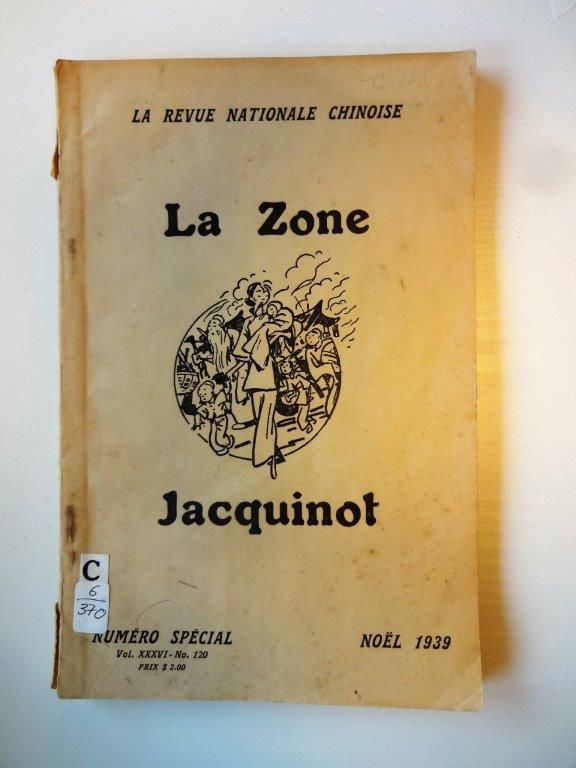 LA REVUE NATIONALE CHINOISE
La Zone
Jacquinot
C
6
370
NUMÉRO SPÉCIAL
Vol. XXXVI-No. 120
PRIX $ 2.00
NOËL 1939